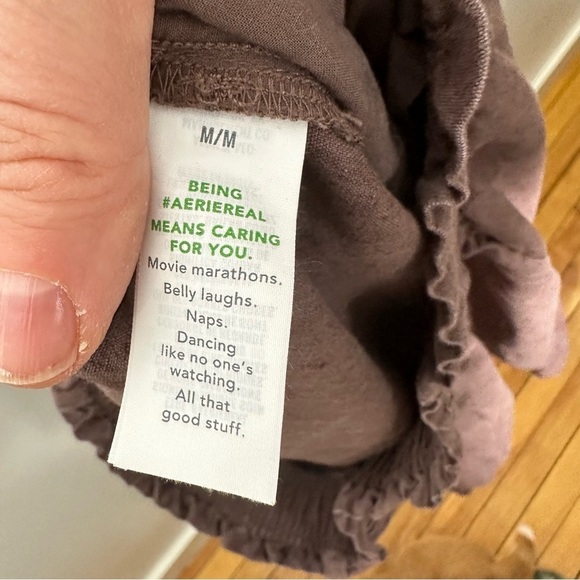 M/M
BEING
#AERIEREAL
MEANS CARING
FOR YOU.
Movie marathons.
Belly laughs.
Naps.
Dancing
like no one's
watching.
All that
good stuff.